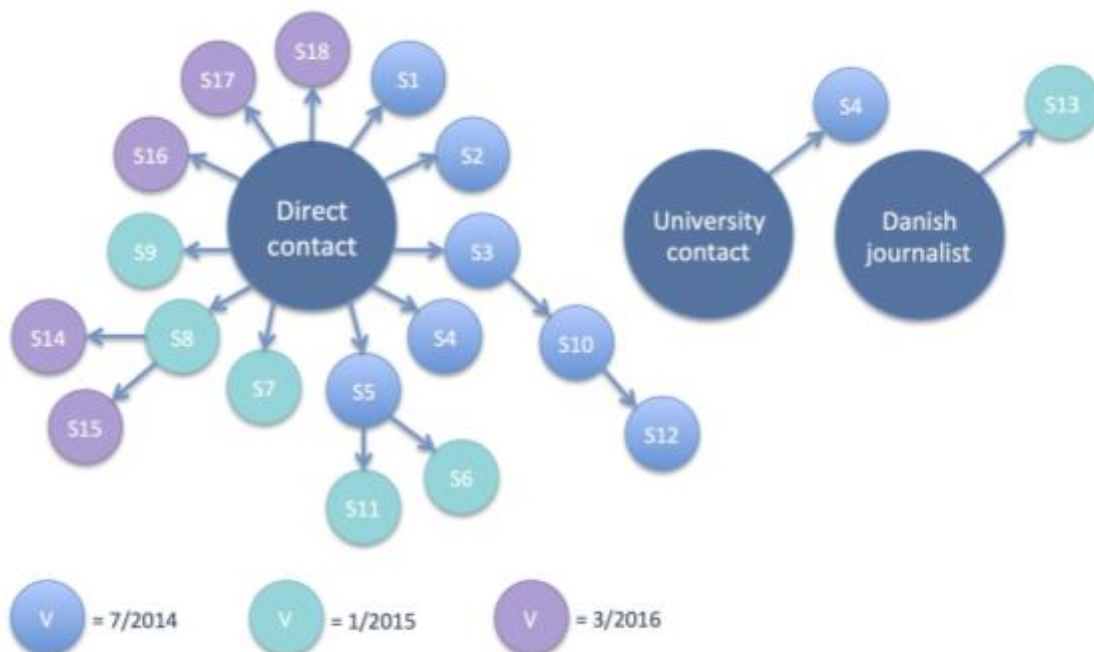 S18
S17
S1
S16
S2
Direct
contact
S9
S3
S14
S8
S4
S10
S7
S5
S15
S12
S6
S11
S4
S13
University
contact
Danish
journalist
V = 7/2014
V = 1/2015
V = 3/2016